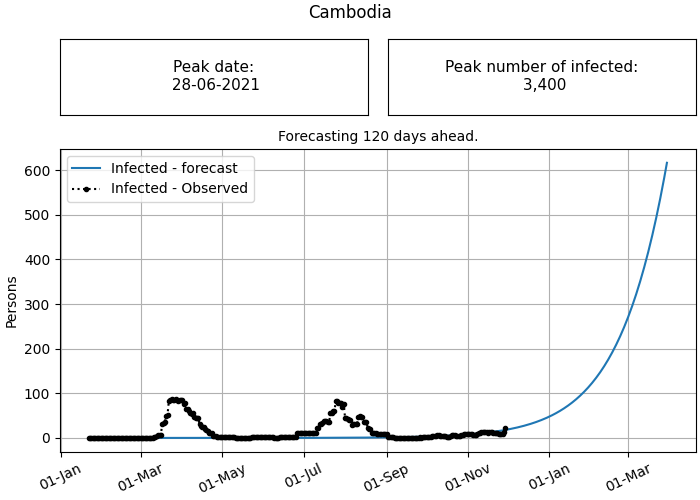 Cambodia
Peak date:
28-06-2021
Peak number of infected:
3,400
Forecasting 120 days ahead.
Infected - forecast
Infected - Observed
Persons
600
500
400
300
200
100
0
01-Jan
01-Mar
01-May
01-Jul
01-Sep
01-Nov
01-Jan
01-Mar